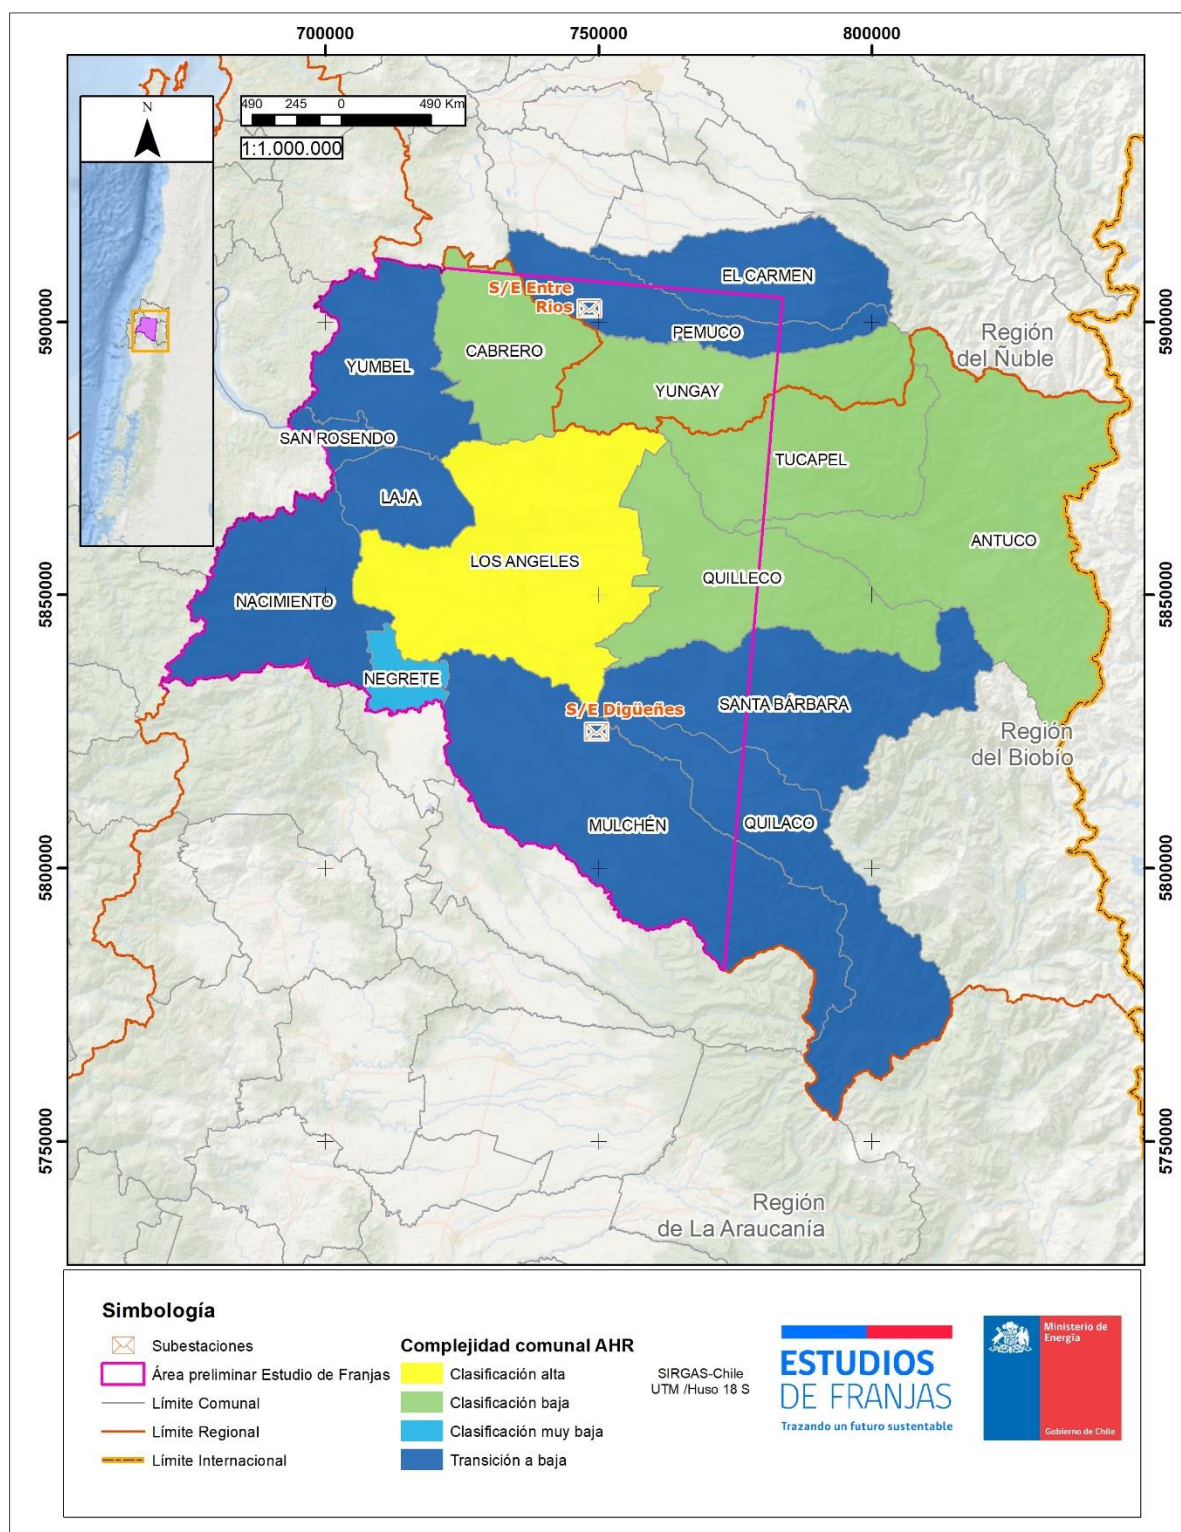 700000
750000
800000
N
490 245 0 490 Km
1:1.000.000
5900000
5850000
5800000
5750000
5900000
5850000
5800000
5750000
EL CARMEN
S/E Entre
Rios
PEMUCO
Región
del Ñuble
CABRERO
YUMBEL
YUNGAY
SAN ROSENDO
TUCAPEL
LAJA
ANTUCO
LOS ANGELES
QUILLECO
NACIMIENTO
NEGRETE
S/E Digüeñes
SANTA BÁRBARA
Región
del Biobío
MULCHÉN
QUILACO
Región
de La Araucanía
Simbología
Subestaciones
Área preliminar Estudio de Franjas
Límite Comunal
Límite Regional
Límite Internacional
Complejidad comunal AHR
Clasificación alta
Clasificación baja
Clasificación muy baja
Transición a baja
SIRGAS-Chile
UTM /Huso 18 S
ESTUDIOS
DE FRANJAS
Trazando un futuro sustentable
Ministerio de
Energía
Gobierno de Chile